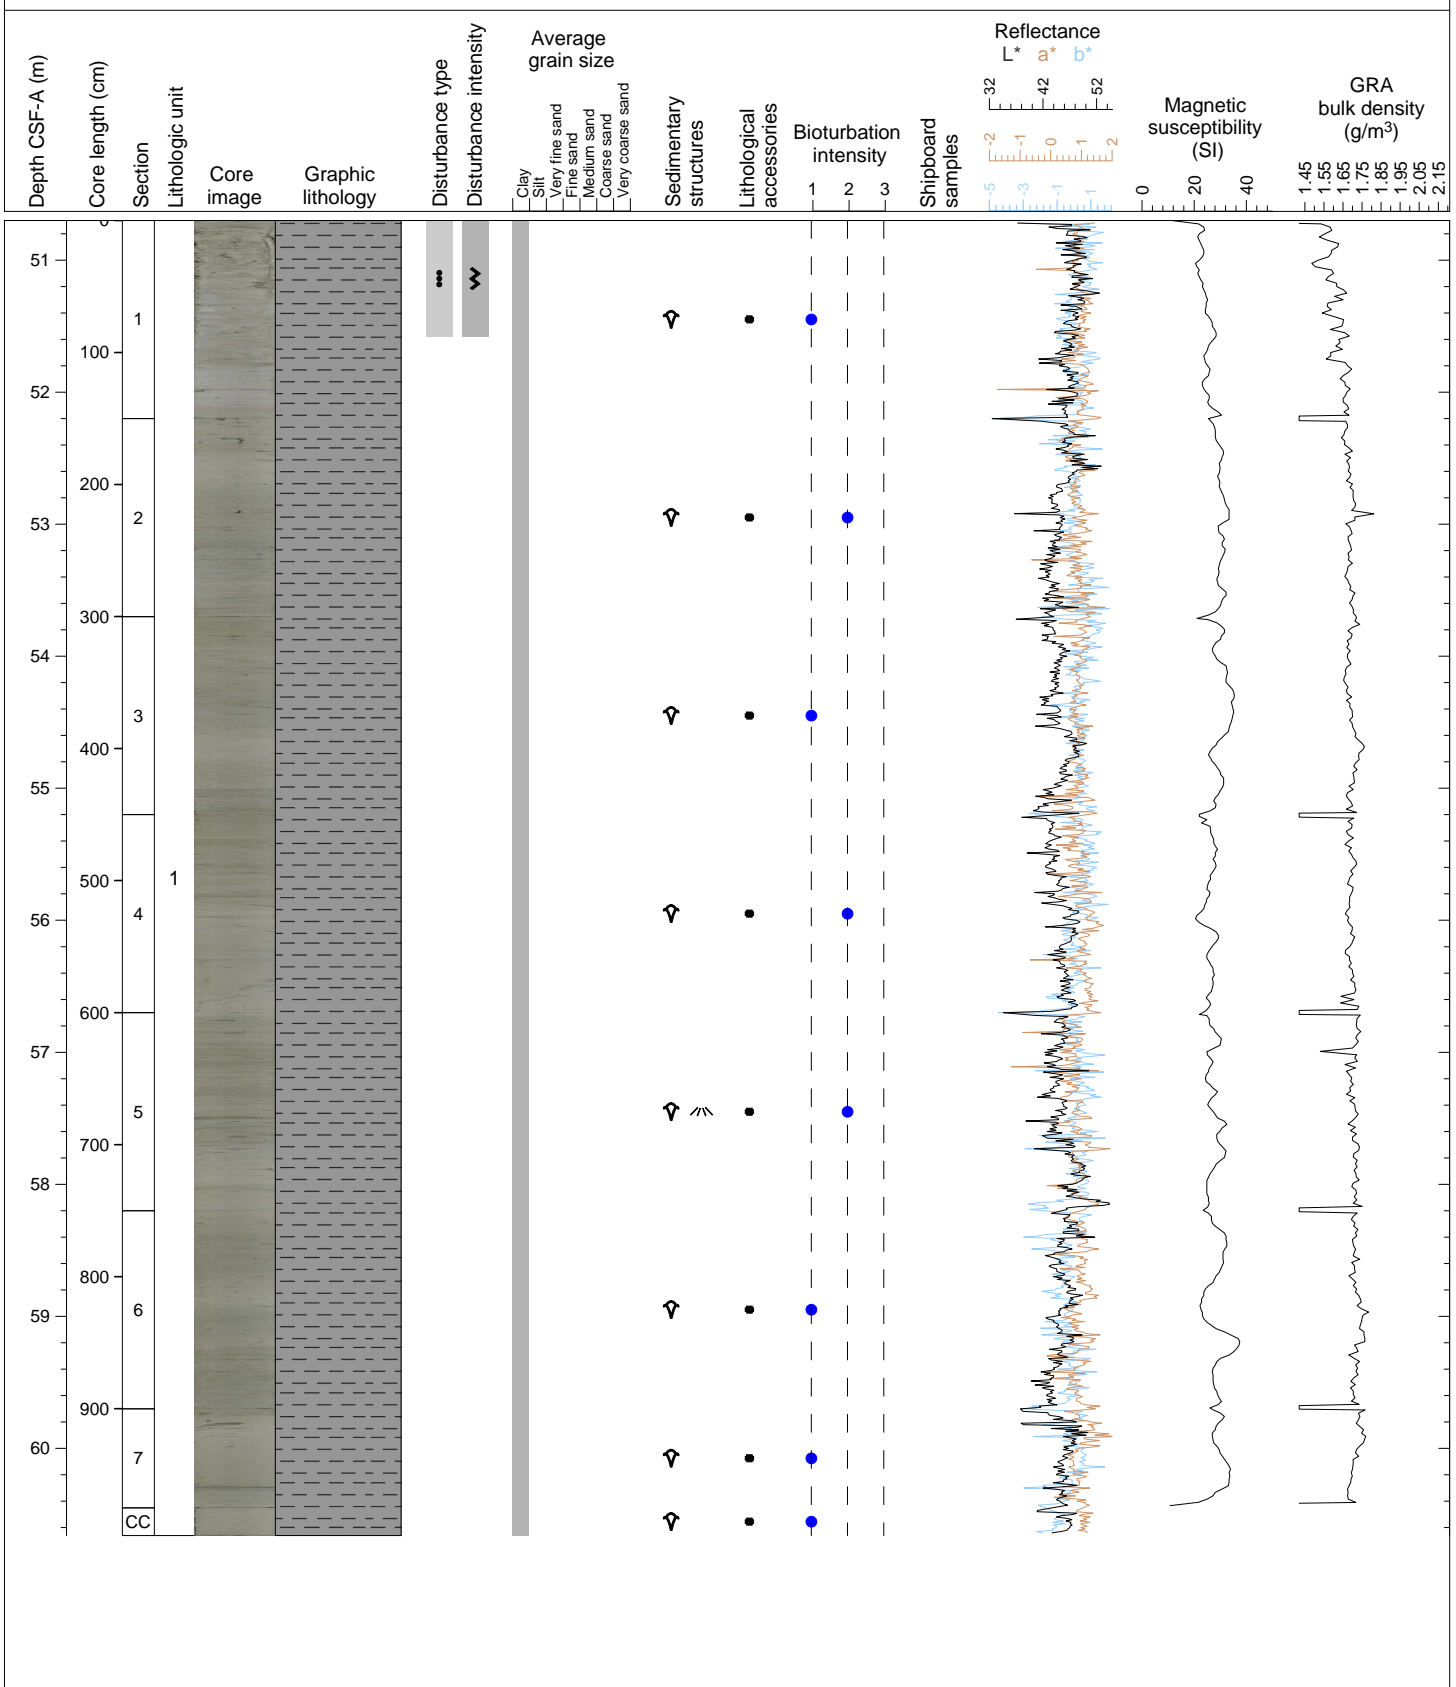 Depth CSF-A (m)
Core length (cm)
Section
Lithologic unit
Core
image
Graphic
lithology
Disturbance type
Disturbance intensity
Average
grain size
Clay
Silt
Very fine sand
Fine sand
Medium sand
Coarse sand
Very coarse sand
Sedimentary
structures
Lithological
accessories
Bioturbation
intensity
1 2 3
Shipboard
samples
Reflectance
L* a* b*
32 42 52
-2 -1 0 1 2
-5 -3 -1 1
Magnetic
susceptibility
(SI)
0 20 40
GRA
bulk density
(g/m³)
1.45 1.55 1.65 1.75 1.85 1.95 2.05 2.15
0
51
1
100
52
200
53
2
300
54
3
400
55
500
1
4
56
600
57
5
700
58
800
6
59
900
60
7
CC